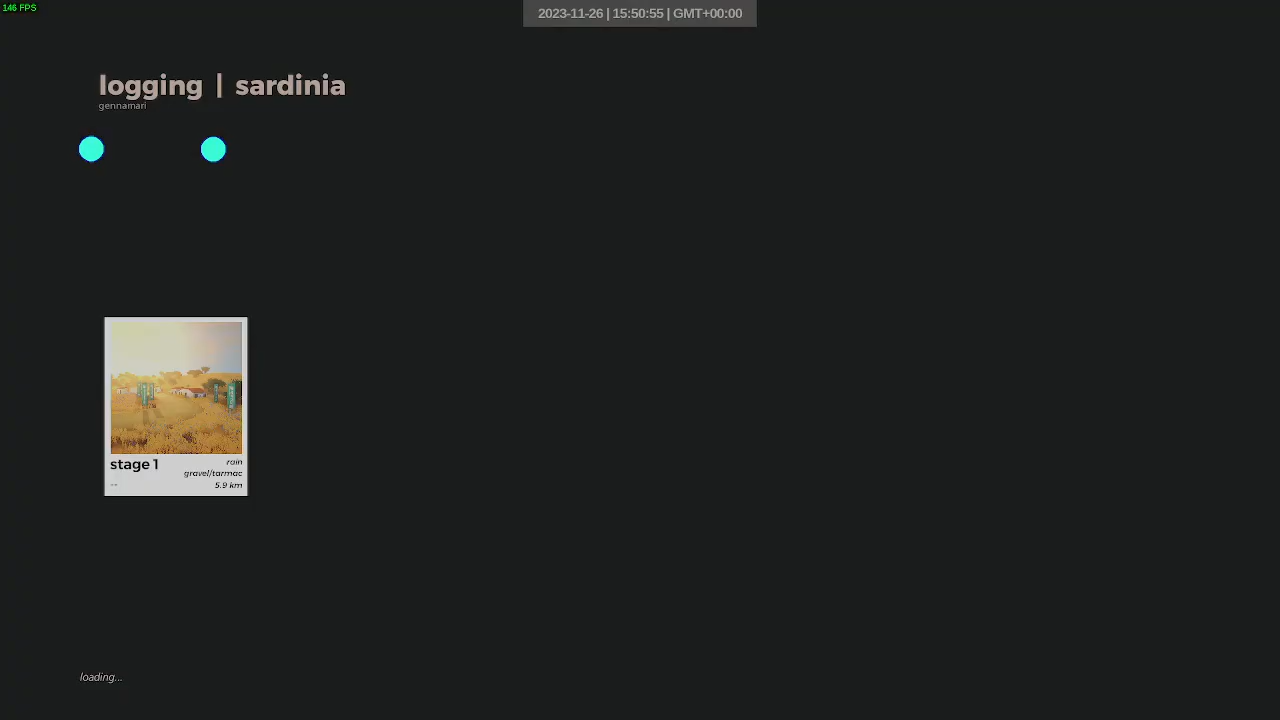 146 FPS
2023-11-26 | 15:50:55 | GMT+00:00
logging | sardinia
gennamari
stage 1
rain
gravel/tarmac
--
5.9 km
loading...